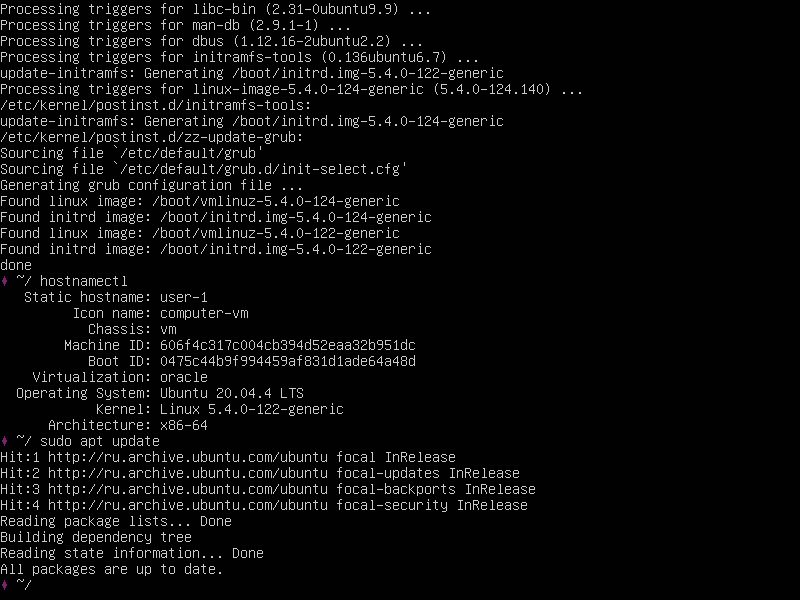 Processing triggers for libc-bin (2.31-0ubuntu9.9) ...
Processing triggers for man-db (2.9.1-1) ...
Processing triggers for dbus (1.12.16-2ubuntu2.2) ...
Processing triggers for initramfs-tools (0.136ubuntu6.7) ...
update-initramfs: Generating /boot/initrd.img-5.4.0-122-generic
Processing triggers for linux-image-5.4.0-124-generic (5.4.0-124.140) ...
/etc/kernel/postinst.d/initramfs-tools:
update-initramfs: Generating /boot/initrd.img-5.4.0-124-generic
/etc/kernel/postinst.d/zz-update-grub:
Sourcing file `/etc/default/grub'
Sourcing file `/etc/default/grub.d/init-select.cfg'
Generating grub configuration file ...
Found linux image: /boot/vmlinuz-5.4.0-124-generic
Found initrd image: /boot/initrd.img-5.4.0-124-generic
Found linux image: /boot/vmlinuz-5.4.0-122-generic
Found initrd image: /boot/initrd.img-5.4.0-122-generic
done
♦ ~/ hostnamectl
   Static hostname: user-1
         Icon name: computer-vm
           Chassis: vm
        Machine ID: 606f4c317c004cb394d52eaa32b951dc
           Boot ID: 0475c44b9f994459af831d1ade64a48d
    Virtualization: oracle
  Operating System: Ubuntu 20.04.4 LTS
            Kernel: Linux 5.4.0-122-generic
      Architecture: x86-64
♦ ~/ sudo apt update
Hit:1 http://ru.archive.ubuntu.com/ubuntu focal InRelease
Hit:2 http://ru.archive.ubuntu.com/ubuntu focal-updates InRelease
Hit:3 http://ru.archive.ubuntu.com/ubuntu focal-backports InRelease
Hit:4 http://ru.archive.ubuntu.com/ubuntu focal-security InRelease
Reading package lists... Done
Building dependency tree
Reading state information... Done
All packages are up to date.
♦ ~/